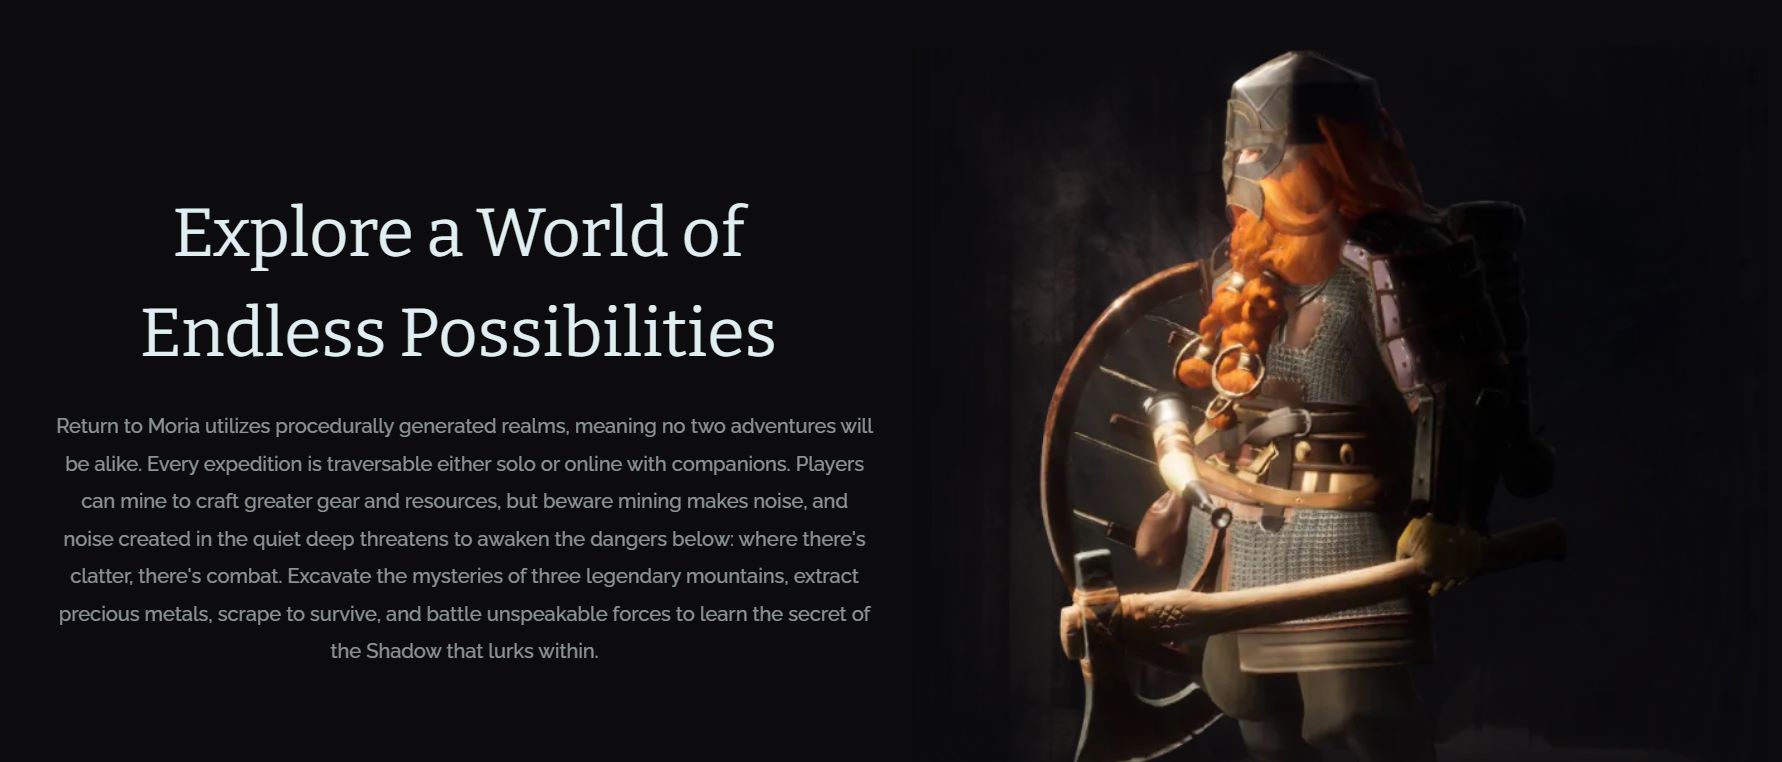 Explore a World of
Endless Possibilities
Return to Moria utilizes procedurally generated realms, meaning no two adventures will
be alike. Every expedition is traversable either solo or online with companions. Players
can mine to craft greater gear and resources, but beware mining makes noise, and
noise created in the quiet deep threatens to awaken the dangers below: where there's
clatter, there's combat. Excavate the mysteries of three legendary mountains, extract
precious metals, scrape to survive, and battle unspeakable forces to learn the secret of
the Shadow that lurks within.